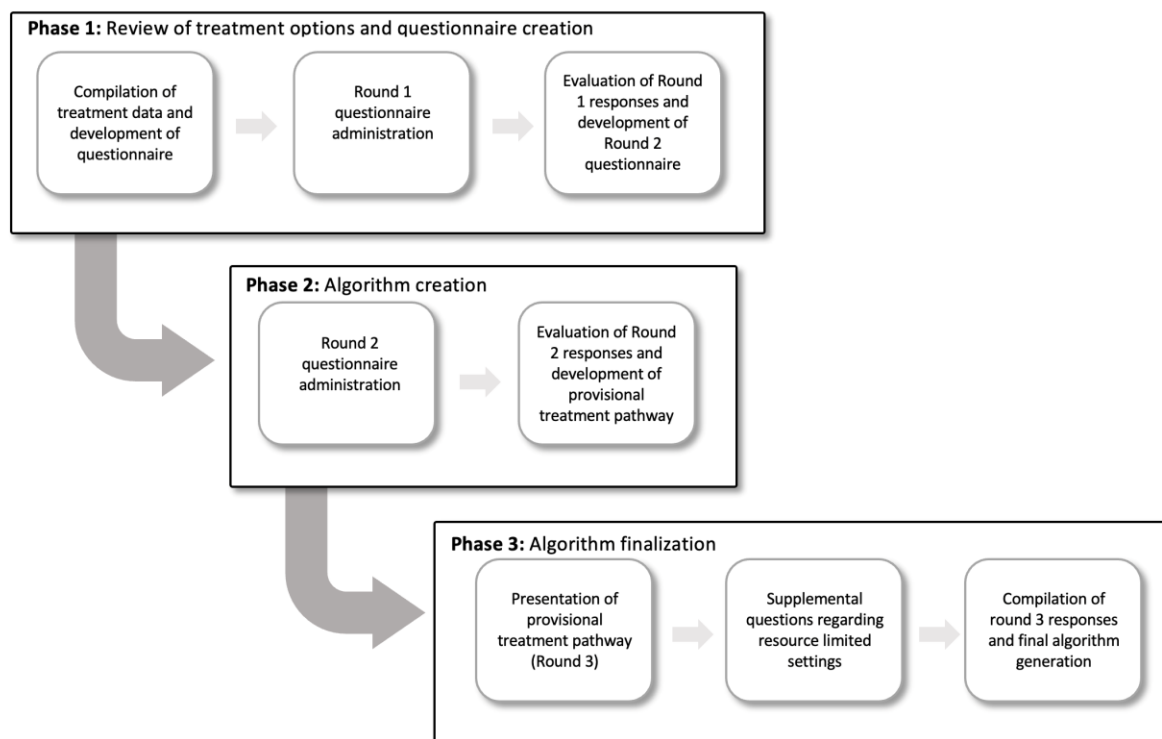 Phase 1: Review of treatment options and questionnaire creation
Compilation of
treatment data and
development of
questionnaire
Round 1
questionnaire
administration
Evaluation of Round
1 responses and
development of
Round 2
questionnaire
Phase 2: Algorithm creation
Round 2
questionnaire
administration
Evaluation of Round
2 responses and
development of
provisional
treatment pathway
Phase 3: Algorithm finalization
Presentation of
provisional
treatment pathway
(Round 3)
Supplemental
questions regarding
resource limited
settings
Compilation of
round 3 responses
and final algorithm
generation